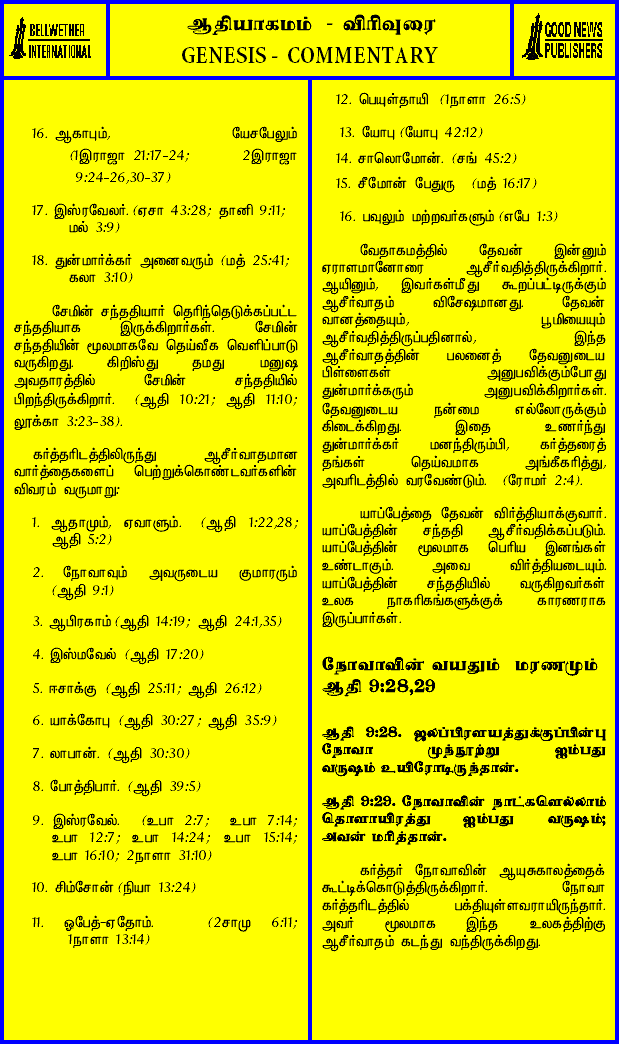 BELLWETHER
INTERNATIONAL
ஆதியாகமம் - விரிவுரை
GENESIS - COMMENTARY
GOOD NEWS
PUBLISHERS
16. ஆகாபும், யேசபேலும்
(1இராஜா 21:17-24; 2இராஜா
9:24-26,30-37)
17. இஸ்ரவேலர். (ஏசா 43:28; தானி 9:11;
மல் 3:9)
18. துன்மார்க்கர் அனைவரும் (மத் 25:41;
கலா 3:10)
சேமின் சந்ததியார் தெரிந்தெடுக்கப்பட்ட
சந்ததியாக இருக்கிறார்கள். சேமின்
சந்ததியின் மூலமாகவே தெய்வீக வெளிப்பாடு
வருகிறது. கிறிஸ்து தமது மனுஷ
அவதாரத்தில் சேமின் சந்ததியில்
பிறந்திருக்கிறார். (ஆதி 10:21; ஆதி 11:10;
லூக்கா 3:23-38).
கர்த்தரிடத்திலிருந்து ஆசீர்வாதமான
வார்த்தைகளைப் பெற்றுக்கொண்டவர்களின்
விவரம் வருமாறு:
1. ஆதாமும், ஏவாளும். (ஆதி 1:22,28;
ஆதி 5:2)
2. நோவாவும் அவருடைய குமாரரும்
(ஆதி 9:1)
3. ஆபிரகாம் (ஆதி 14:19; ஆதி 24:1,35)
4. இஸ்மவேல் (ஆதி 17:20)
5. ஈசாக்கு (ஆதி 25:11; ஆதி 26:12)
6. யாக்கோபு (ஆதி 30:27; ஆதி 35:9)
7. லாபான். (ஆதி 30:30)
8. போத்திபார். (ஆதி 39:5)
9. இஸ்ரவேல். (உபா 2:7; உபா 7:14;
உபா 12:7; உபா 14:24; உபா 15:14;
உபா 16:10; 2நாளா 31:10)
10. சிம்சோன் (நியா 13:24)
11. ஒபேத்-ஏதோம். (2சாமு 6:11;
1நாளா 13:14)
12. பெயுள்தாயி (1நாளா 26:5)
13. யோபு (யோபு 42:12)
14. சாலொமோன். (சங் 45:2)
15. சீமோன் பேதுரு (மத் 16:17)
16. பவுலும் மற்றவர்களும் (எபே 1:3)
வேதாகமத்தில் தேவன் இன்னும்
ஏராளமானோரை ஆசீர்வதித்திருக்கிறார்.
ஆயினும், இவர்கள்மீது கூறப்பட்டிருக்கும்
ஆசீர்வாதம் விசேஷமானது. தேவன்
வானத்தையும், பூமியையும்
ஆசீர்வதித்திருப்பதினால், இந்த
ஆசீர்வாதத்தின் பலனைத் தேவனுடைய
பிள்ளைகள் அனுபவிக்கும்போது
துன்மார்க்கரும் அனுபவிக்கிறார்கள்.
தேவனுடைய நன்மை எல்லோருக்கும்
கிடைக்கிறது. இதை உணர்ந்து
துன்மார்க்கர் மனந்திரும்பி, கர்த்தரைத்
தங்கள் தெய்வமாக அங்கீகரித்து,
அவரிடத்தில் வரவேண்டும். (ரோமர் 2:4).
யாப்பேத்தை தேவன் விர்த்தியாக்குவார்.
யாப்பேத்தின் சந்ததி ஆசீர்வதிக்கப்படும்.
யாப்பேத்தின் மூலமாக பெரிய இனங்கள்
உண்டாகும். அவை விர்த்தியடையும்.
யாப்பேத்தின் சந்ததியில் வருகிறவர்கள்
உலக நாகரிகங்களுக்குக் காரணராக
இருப்பார்கள்.
நோவாவின் வயதும் மரணமும்
ஆதி 9:28,29
ஆதி 9:28. ஜலப்பிரளயத்துக்குப்பின்பு
நோவா முந்நூற்று ஐம்பது
வருஷம் உயிரோடிருந்தான்.
ஆதி 9:29. நோவாவின் நாட்களெல்லாம்
தொளாயிரத்து ஐம்பது வருஷம்;
அவன் மரித்தான்.
கர்த்தர் நோவாவின் ஆயுசுகாலத்தைக்
கூட்டிக்கொடுத்திருக்கிறார். நோவா
கர்த்தரிடத்தில் பக்தியுள்ளவராயிருந்தார்.
அவர் மூலமாக இந்த உலகத்திற்கு
ஆசீர்வாதம் கடந்து வந்திருக்கிறது.